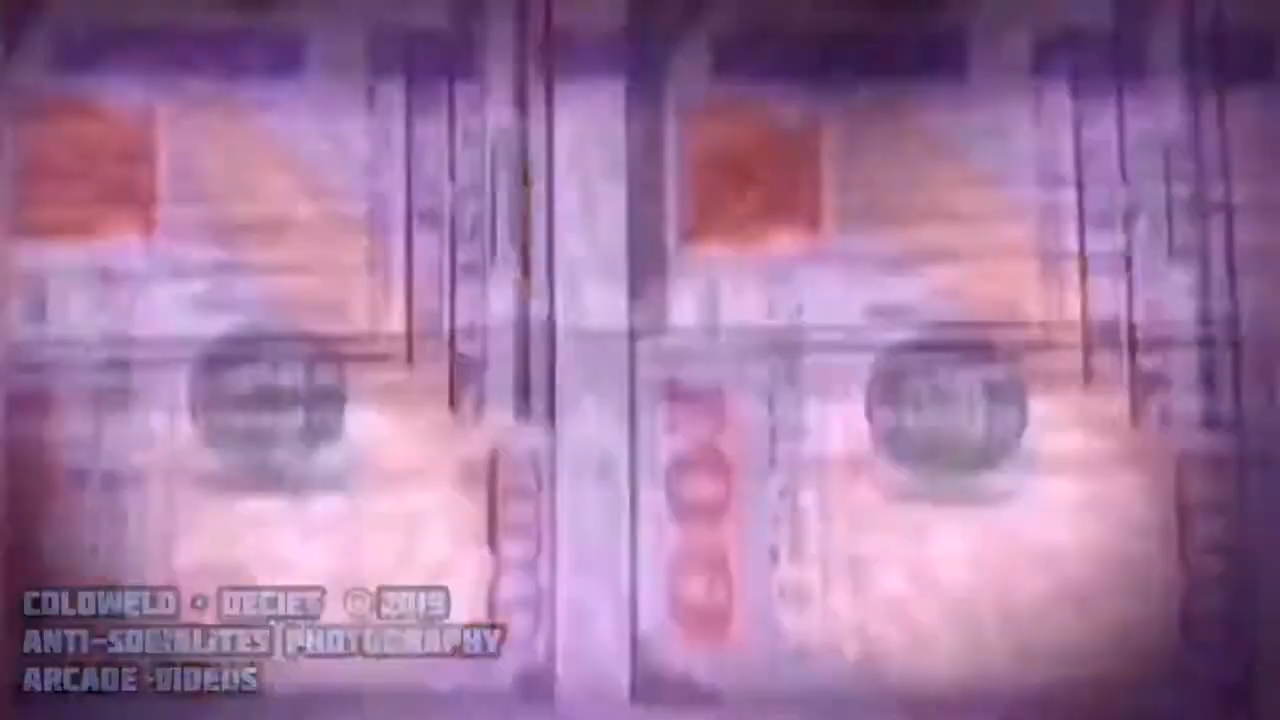 COLDWELD • DECIET © 2019
ANTI-SOCIALITES PHOTOGRAPHY
ARCADE VIDEOS